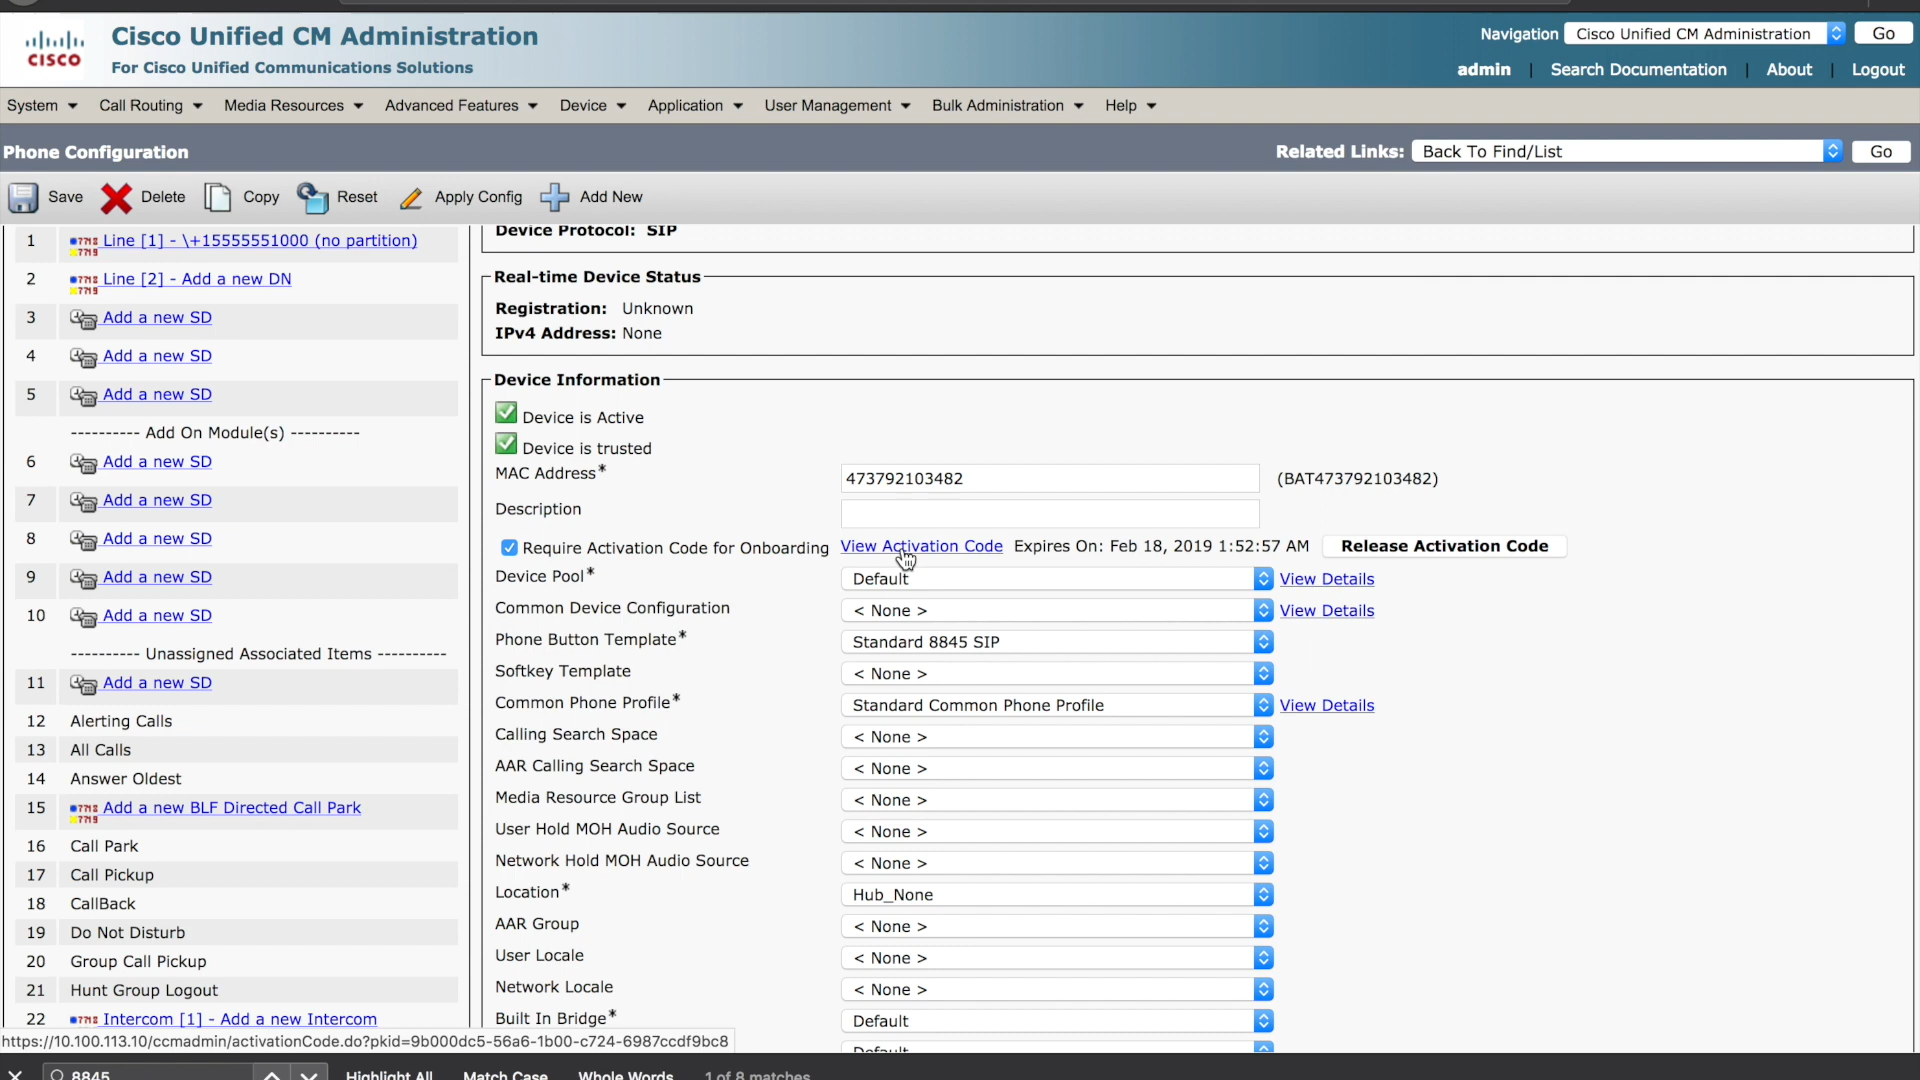 Cisco Unified CM Administration
For Cisco Unified Communications Solutions
CISCO
Navigation Cisco Unified CM Administration Go
admin | Search Documentation | About | Logout
System Call Routing Media Resources Advanced Features Device Application User Management Bulk Administration Help
Phone Configuration
Related Links: Back To Find/List Go
Save Delete Copy Reset Apply Config Add New
1 Line [1] - \+15555551000 (no partition)
2 Line [2] - Add a new DN
3 Add a new SD
4 Add a new SD
5 Add a new SD
---------- Add On Module(s) ----------
6 Add a new SD
7 Add a new SD
8 Add a new SD
9 Add a new SD
10 Add a new SD
---------- Unassigned Associated Items ----------
11 Add a new SD
12 Alerting Calls
13 All Calls
14 Answer Oldest
15 Add a new BLF Directed Call Park
16 Call Park
17 Call Pickup
18 CallBack
19 Do Not Disturb
20 Group Call Pickup
21 Hunt Group Logout
22 Intercom [1] - Add a new Intercom
Device Protocol: SIP
Real-time Device Status
Registration: Unknown
IPv4 Address: None
Device Information
Device is Active
Device is trusted
MAC Address* 473792103482 (BAT473792103482)
Description
Require Activation Code for Onboarding View Activation Code Expires On: Feb 18, 2019 1:52:57 AM Release Activation Code
Device Pool* Default View Details
Common Device Configuration < None > View Details
Phone Button Template* Standard 8845 SIP
Softkey Template < None >
Common Phone Profile* Standard Common Phone Profile View Details
Calling Search Space < None >
AAR Calling Search Space < None >
Media Resource Group List < None >
User Hold MOH Audio Source < None >
Network Hold MOH Audio Source < None >
Location* Hub_None
AAR Group < None >
User Locale < None >
Network Locale < None >
Built In Bridge* Default
Default
https://10.100.113.10/ccmadmin/activationCode.do?pkid=9b000dc5-56a6-1b00-c724-6987ccdf9bc8
8845 Highlight All Match Case Whole Words 1 of 8 matches